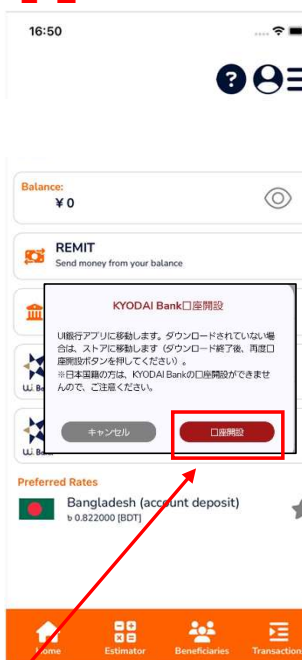 16:50
?
Balance:
¥ 0
REMIT
Send money from your balance
KYODAI Bank口座開設
UI銀行アプリに移動します。ダウンロードされていない場
合は、ストアに移動します（ダウンロード終了後、再度口
座開設ボタンを押してください）。
※日本国籍の方は、KYODAI Bankの口座開設ができませ
んので、ご注意ください。
キャンセル
口座開設
Preferred Rates
Bangladesh (account deposit)
৳ 0.822000 [BDT]
Home
Estimator
Beneficiaries